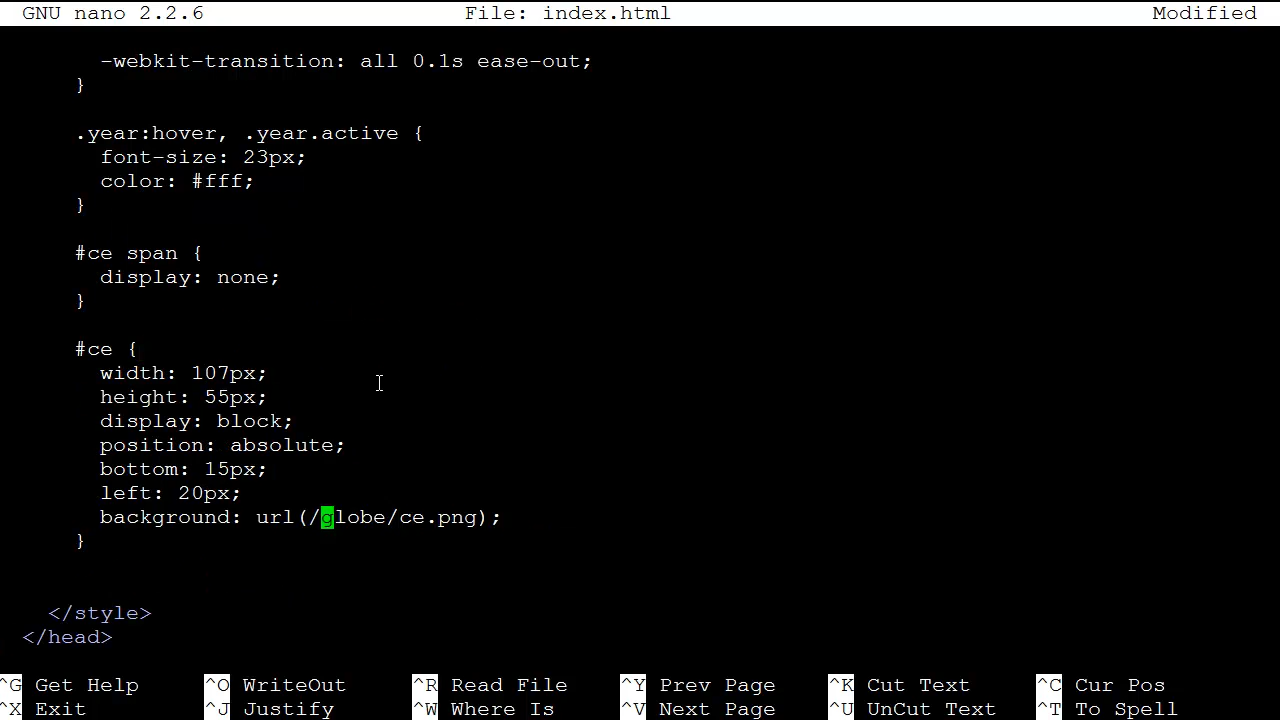 GNU nano 2.2.6 File: index.html Modified
-webkit-transition: all 0.1s ease-out;
}
.year:hover, .year.active {
font-size: 23px;
color: #fff;
}
#ce span {
display: none;
}
#ce {
width: 107px;
height: 55px;
display: block;
position: absolute;
bottom: 15px;
left: 20px;
background: url(/globe/ce.png);
}
</style>
</head>
^G Get Help ^O WriteOut ^R Read File ^Y Prev Page ^K Cut Text ^C Cur Pos
^X Exit ^J Justify ^W Where Is ^V Next Page ^U UnCut Text ^T To Spell